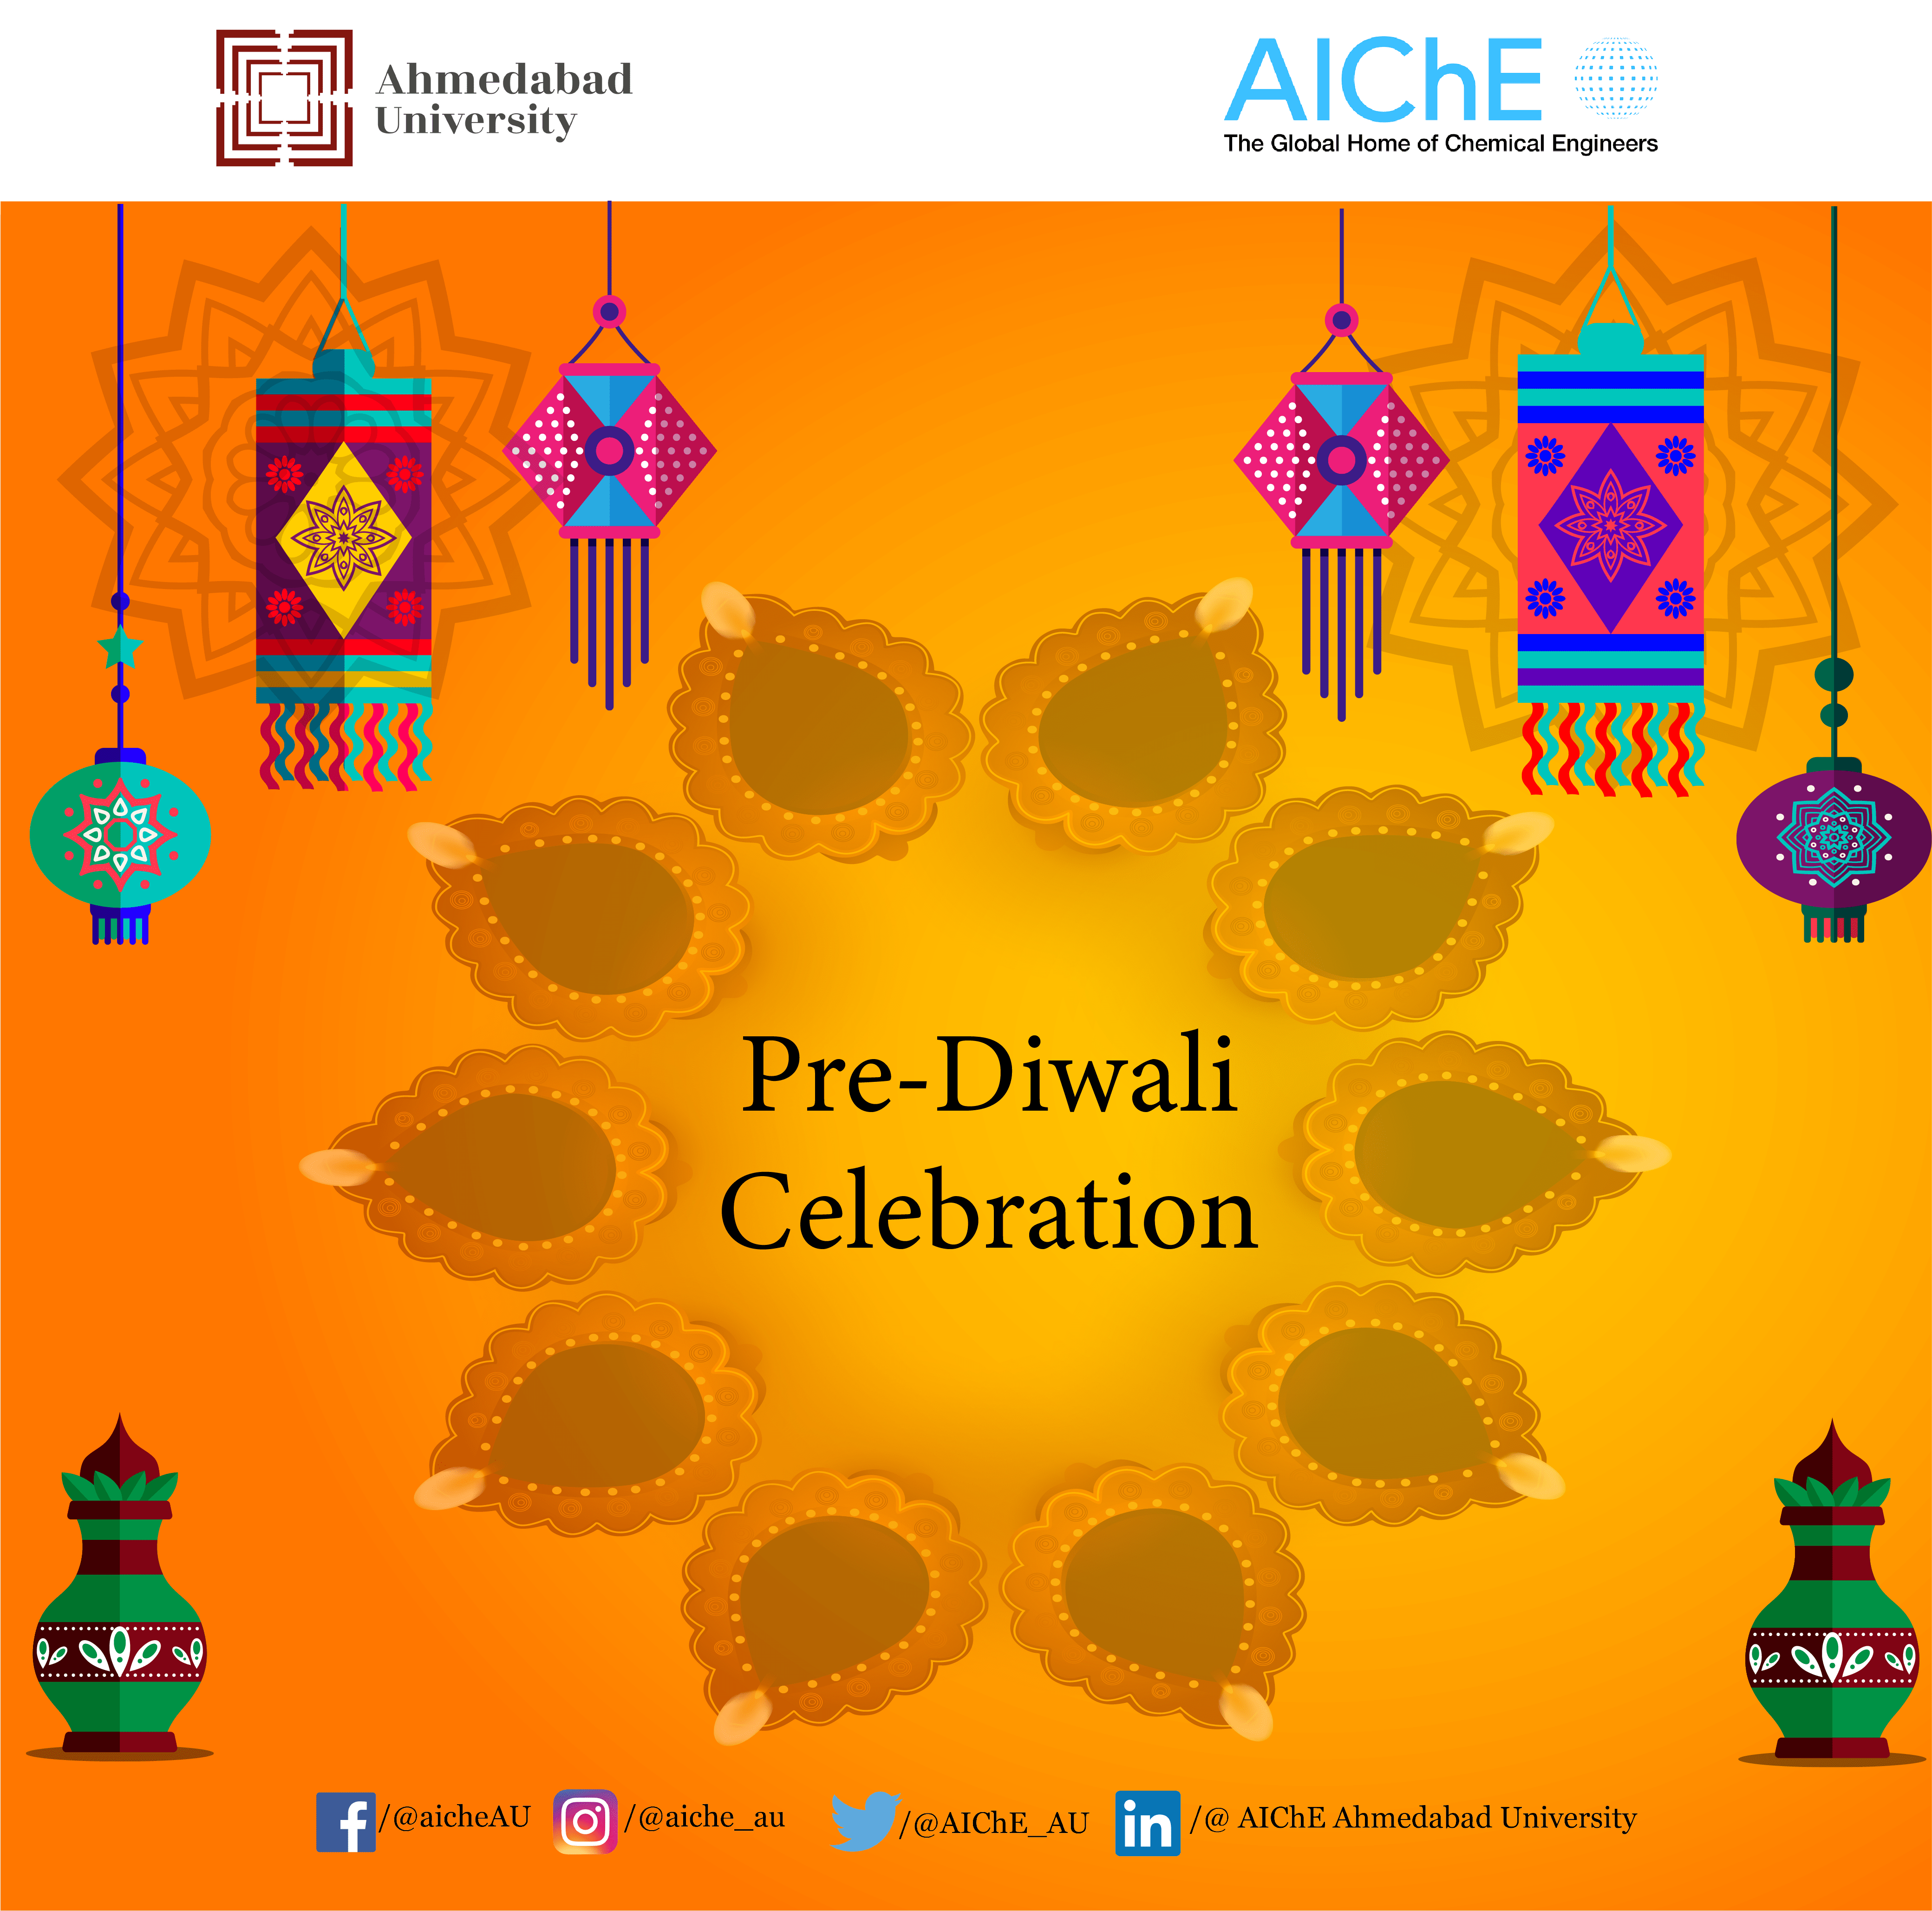 Ahmedabad
University
AIChE
The Global Home of Chemical Engineers
Pre-Diwali
Celebration
/@aicheAU /@aiche_au /@AIChE_AU /@ AIChE Ahmedabad University